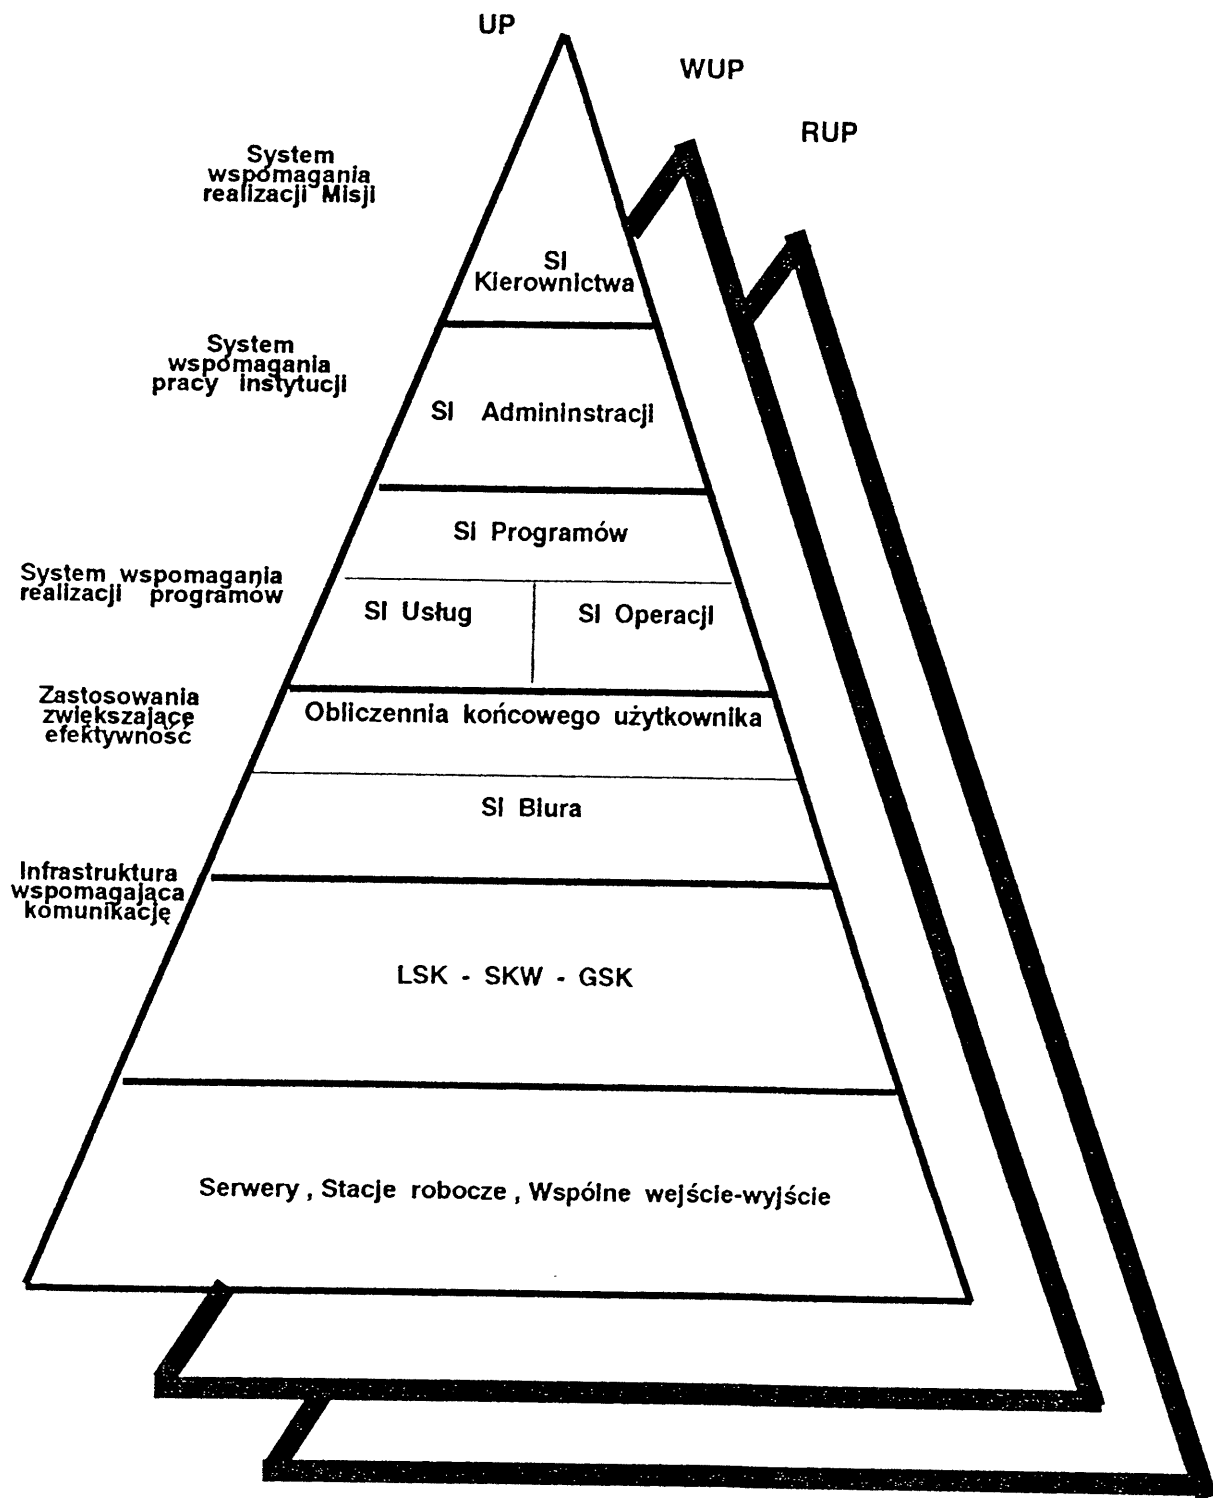 UP
WUP
RUP
System
wspomagania
realizacji Misji
SI
Kierownictwa
System
wspomagania
pracy instytucji
SI Admininstracji
Si Programów
System wspomagania
realizacji programów
SI Usług
SI Operacji
Zastosowania
zwiększające
efektywność
Obliczennia końcowego użytkownika
SI Biura
Infrastruktura
wspomagająca
komunikację
LSK - SKW - GSK
Serwery , Stacje robocze , Wspólne wejście-wyjście